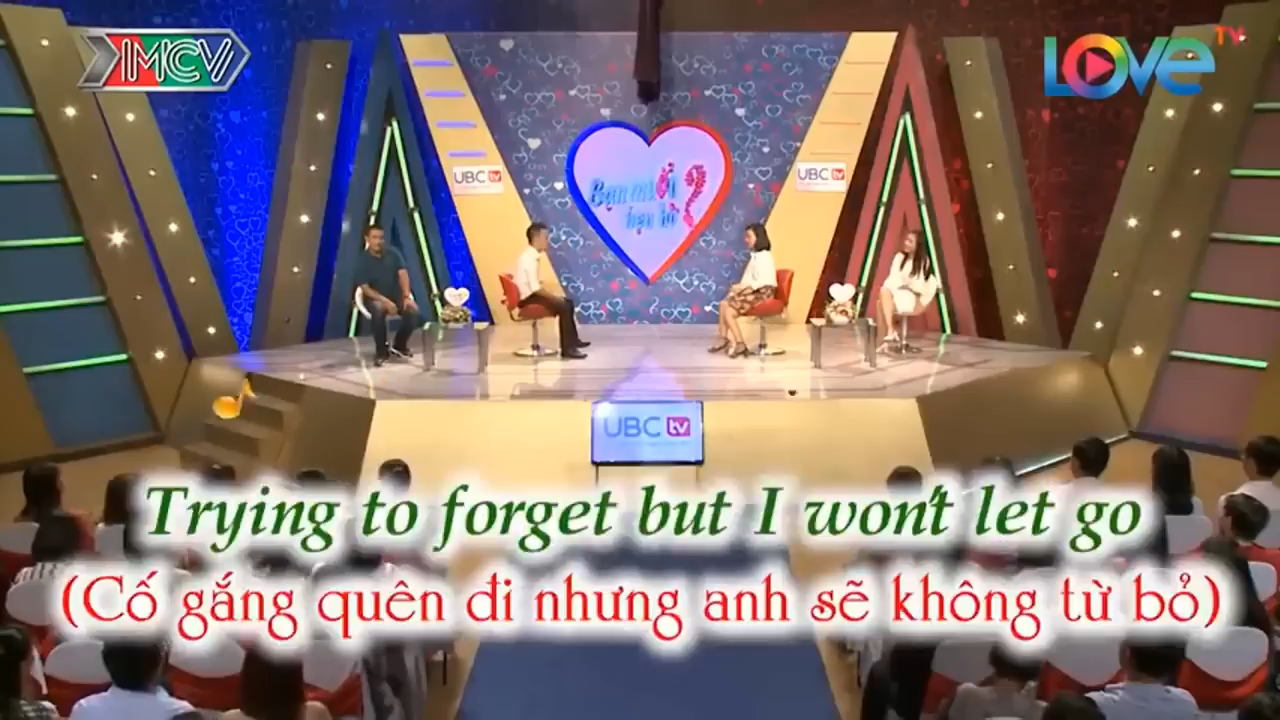 MCV
LOVE TV
UBC tv
UBC tv
Bạn muốn
hẹn hò ?
UBC tv
Trying to forget but I won't let go
(Cố gắng quên đi nhưng anh sẽ không từ bỏ)